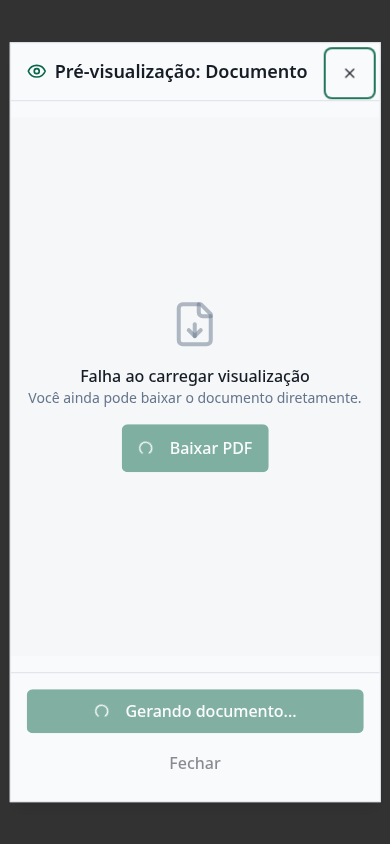 Pré-visualização: Documento
Falha ao carregar visualização
Você ainda pode baixar o documento diretamente.
Baixar PDF
Gerando documento...
Fechar